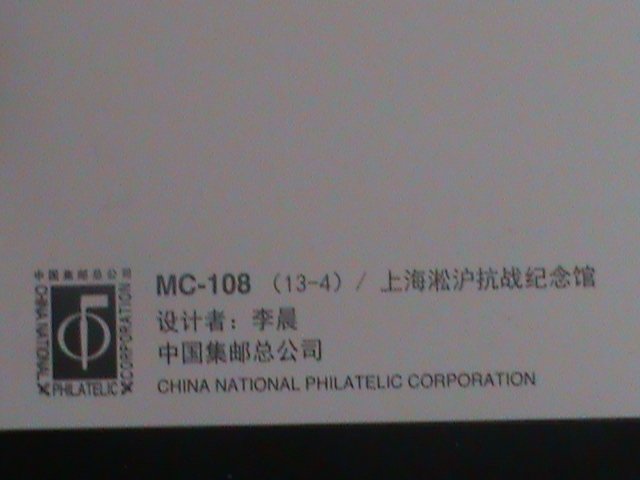 MC-108 (13-4) / 上海淞沪抗战纪念馆
设计者：李晨
中国集邮总公司
CHINA NATIONAL PHILATELIC CORPORATION
中国集邮总公司
CHINA NATIONAL
PHILATELIC
CORPORATION